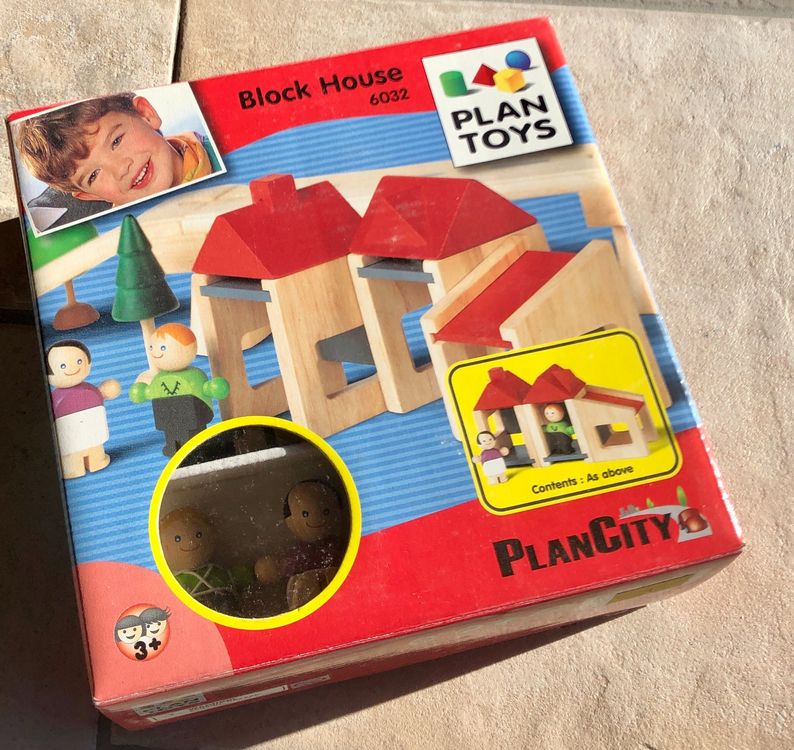 Block House
6032
PLAN
TOYS
Contents : As above
PLANCITY
3+